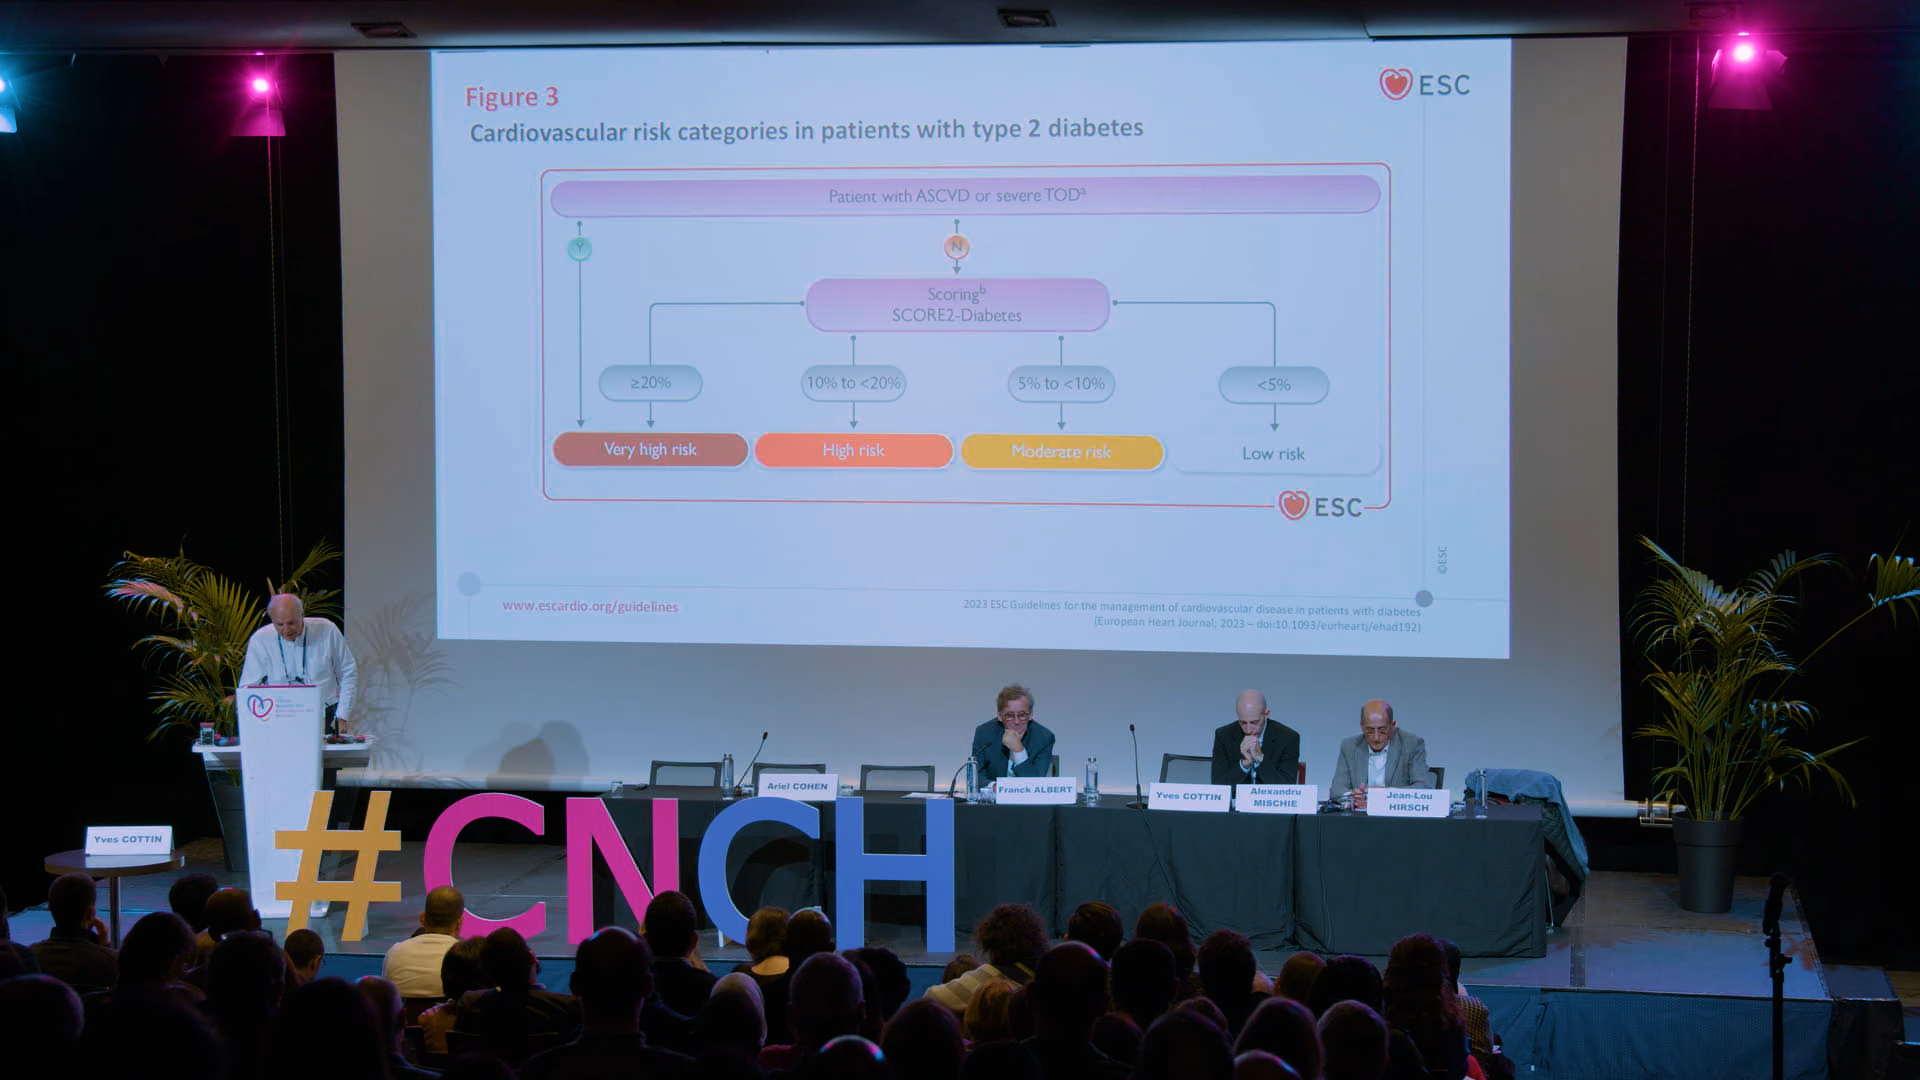 Figure 3
ESC
Cardiovascular risk categories in patients with type 2 diabetes
Patient with ASCVD or severe TODᵃ
Y
N
Scoringᵇ
SCORE2-Diabetes
≥20%
10% to <20%
5% to <10%
<5%
Very high risk
High risk
Moderate risk
Low risk
ESC
©ESC
www.escardio.org/guidelines
2023 ESC Guidelines for the management of cardiovascular disease in patients with diabetes
(European Heart Journal; 2023 – doi:10.1093/eurheartj/ehad192)
Ariel COHEN
Franck ALBERT
Yves COTTIN
Alexandru
MISCHIE
Jean-Lou
HIRSCH
Yves COTTIN
#CNCH